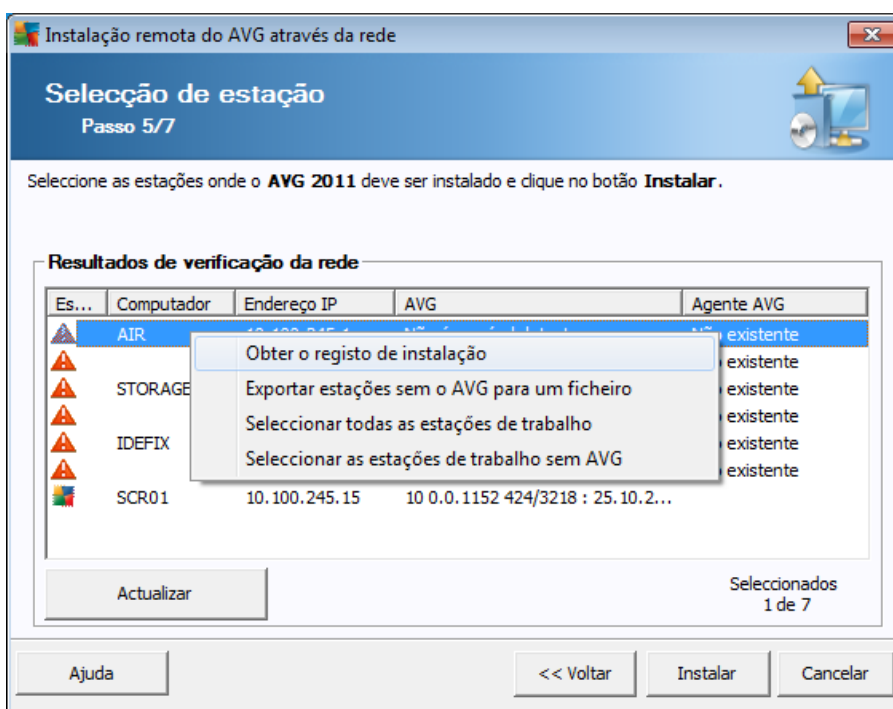 Instalação remota do AVG através da rede
Selecção de estação
Passo 5/7
Seleccione as estações onde o AVG 2011 deve ser instalado e clique no botão Instalar.
Resultados de verificação da rede
Es... Computador Endereço IP AVG Agente AVG
AIR existente
Obter o registo de instalação
existente
Exportar estações sem o AVG para um ficheiro
STORAGE existente
Seleccionar todas as estações de trabalho
existente
IDEFIX existente
Seleccionar as estações de trabalho sem AVG
existente
SCR01 10.100.245.15 10 0.0.1152 424/3218 : 25.10.2...
Actualizar
Seleccionados
1 de 7
Ajuda << Voltar Instalar Cancelar